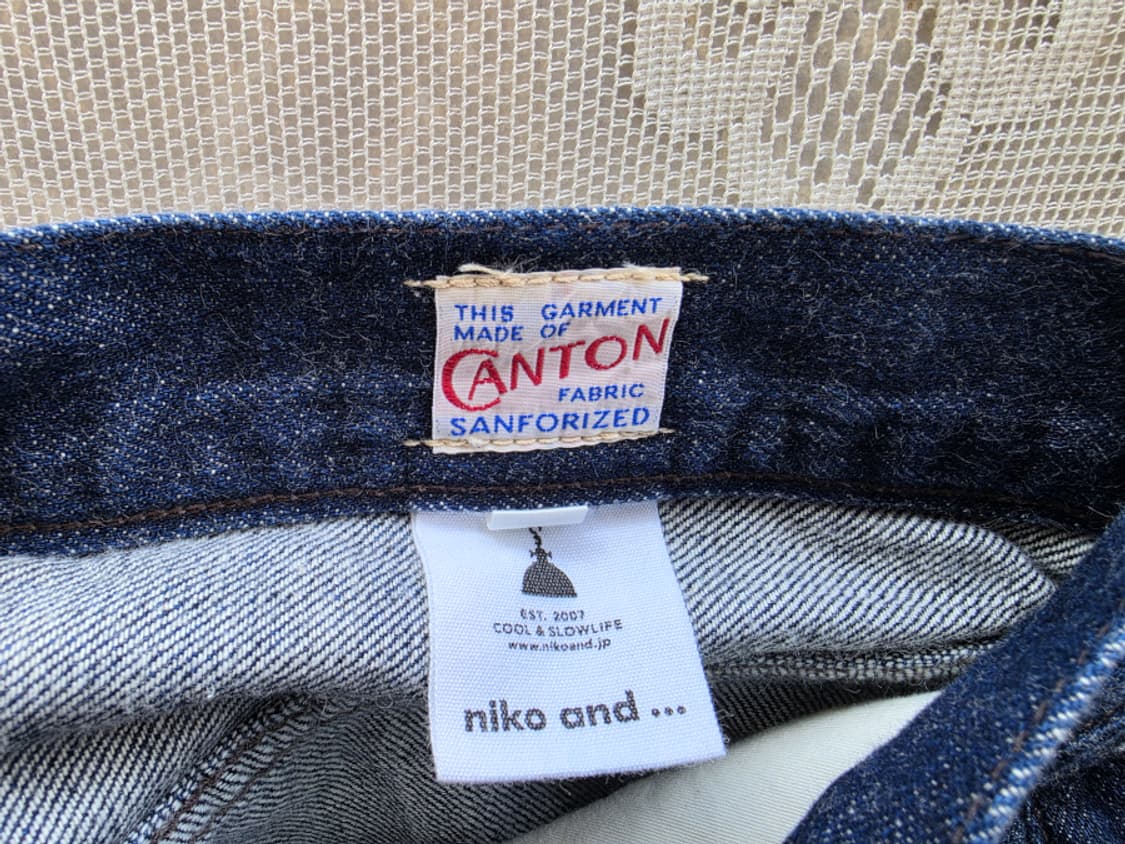 THIS GARMENT
MADE OF
CANTON
FABRIC
SANFORIZED
EST. 2007
COOL & SLOWLIFE
www.nikoand.jp
niko and ...